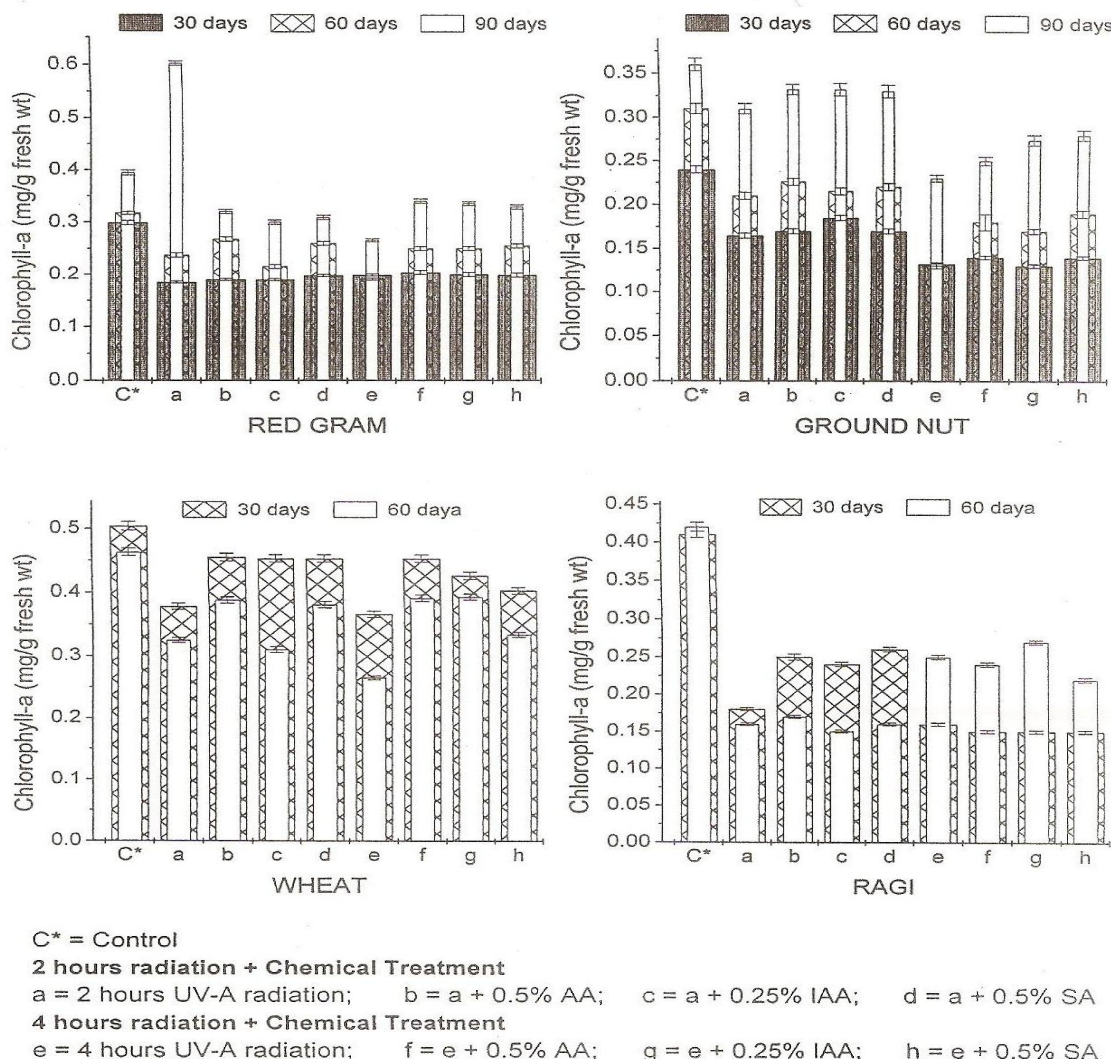 30 days 60 days 90 days
Chlorophyll-a (mg/g fresh wt)
0.6
0.5
0.4
0.3
0.2
0.1
0.0
C* a b c d e f g h
RED GRAM
30 days 60 days 90 days
Chlorophyll-a (mg/g fresh wt)
0.35
0.30
0.25
0.20
0.15
0.10
0.05
0.00
C* a b c d e f g h
GROUND NUT
30 days 60 daya
Chlorophyll-a (mg/g fresh wt)
0.5
0.4
0.3
0.2
0.1
0.0
C* a b c d e f g h
WHEAT
30 days 60 daya
Chlorophyll-a (mg/g fresh wt)
0.45
0.40
0.35
0.30
0.25
0.20
0.15
0.10
0.05
0.00
C* a b c d e f g h
RAGI
C* = Control
2 hours radiation + Chemical Treatment
a = 2 hours UV-A radiation; b = a + 0.5% AA; c = a + 0.25% IAA; d = a + 0.5% SA
4 hours radiation + Chemical Treatment
e = 4 hours UV-A radiation; f = e + 0.5% AA; g = e + 0.25% IAA; h = e + 0.5% SA